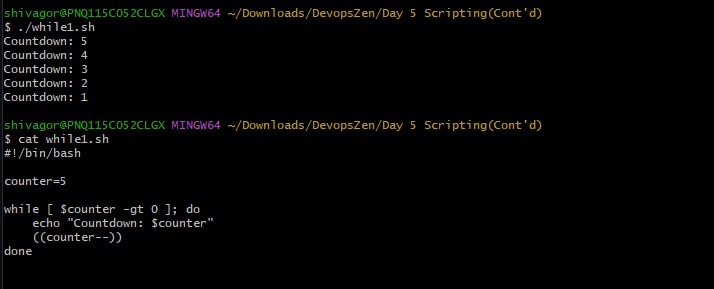 shivagor@PNQ115CO52CLGX MINGW64 ~/Downloads/DevopsZen/Day 5 Scripting(Cont'd)
$ ./while1.sh
Countdown: 5
Countdown: 4
Countdown: 3
Countdown: 2
Countdown: 1

shivagor@PNQ115CO52CLGX MINGW64 ~/Downloads/DevopsZen/Day 5 Scripting(Cont'd)
$ cat while1.sh
#!/bin/bash

counter=5

while [ $counter -gt 0 ]; do
    echo "Countdown: $counter"
    ((counter--))
done